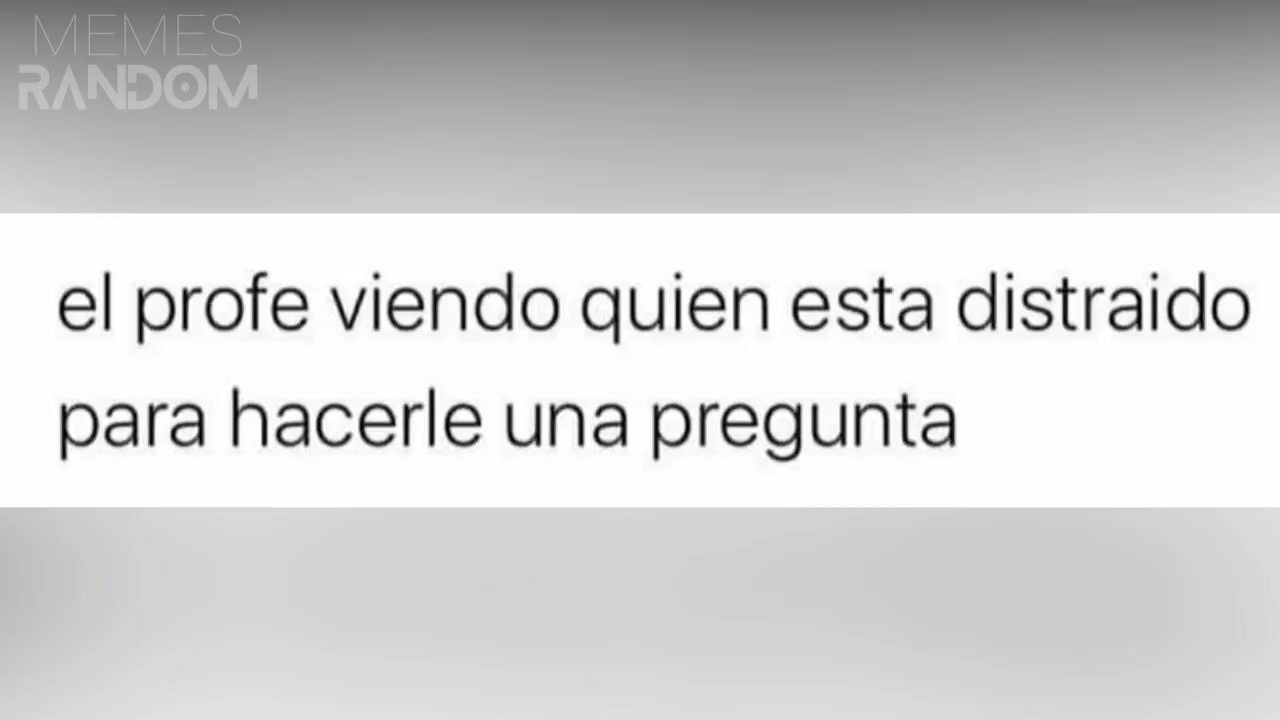 MEMES
RANDOM
el profe viendo quien esta distraido
para hacerle una pregunta